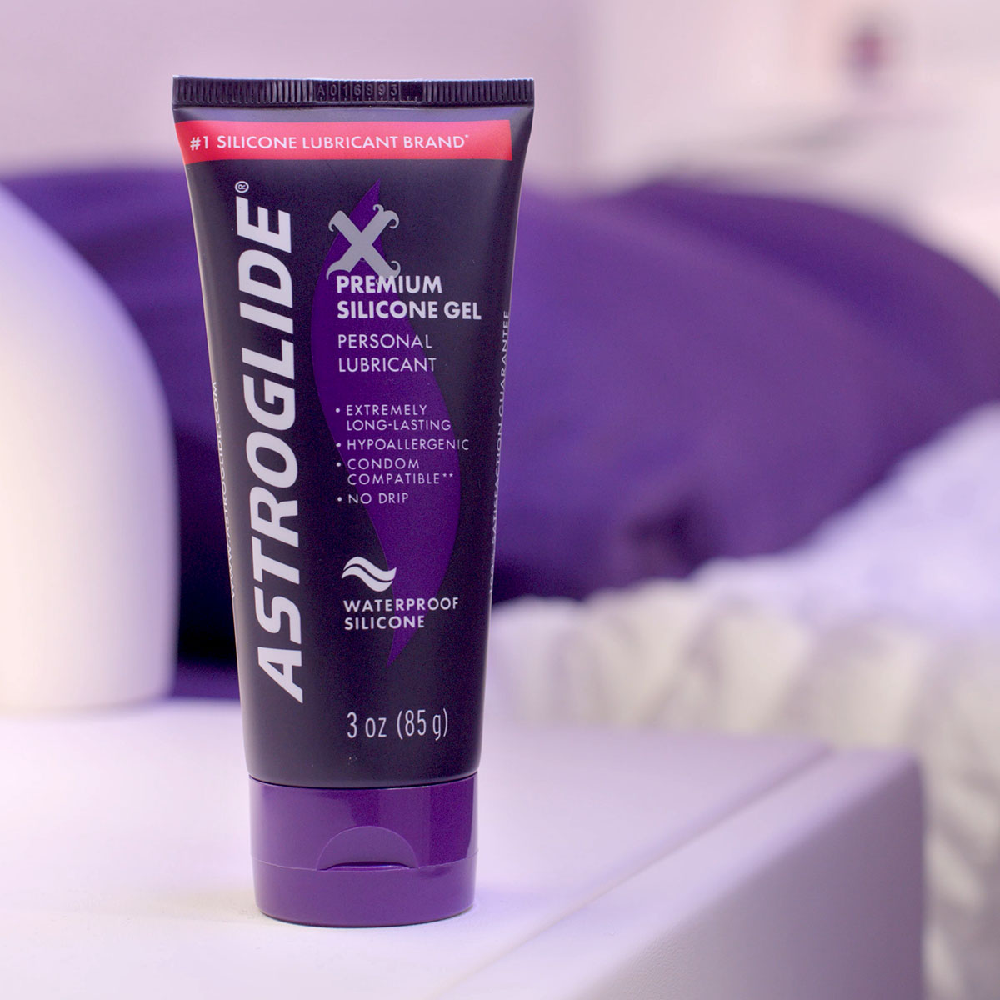 A016893
#1 SILICONE LUBRICANT BRAND*
ASTROGLIDE®
X
PREMIUM
SILICONE GEL
PERSONAL
LUBRICANT
• EXTREMELY
LONG-LASTING
• HYPOALLERGENIC
• CONDOM
COMPATIBLE**
• NO DRIP
WATERPROOF
SILICONE
3 oz (85 g)
WWW.ASTROGLIDE.COM
100% SATISFACTION GUARANTEE